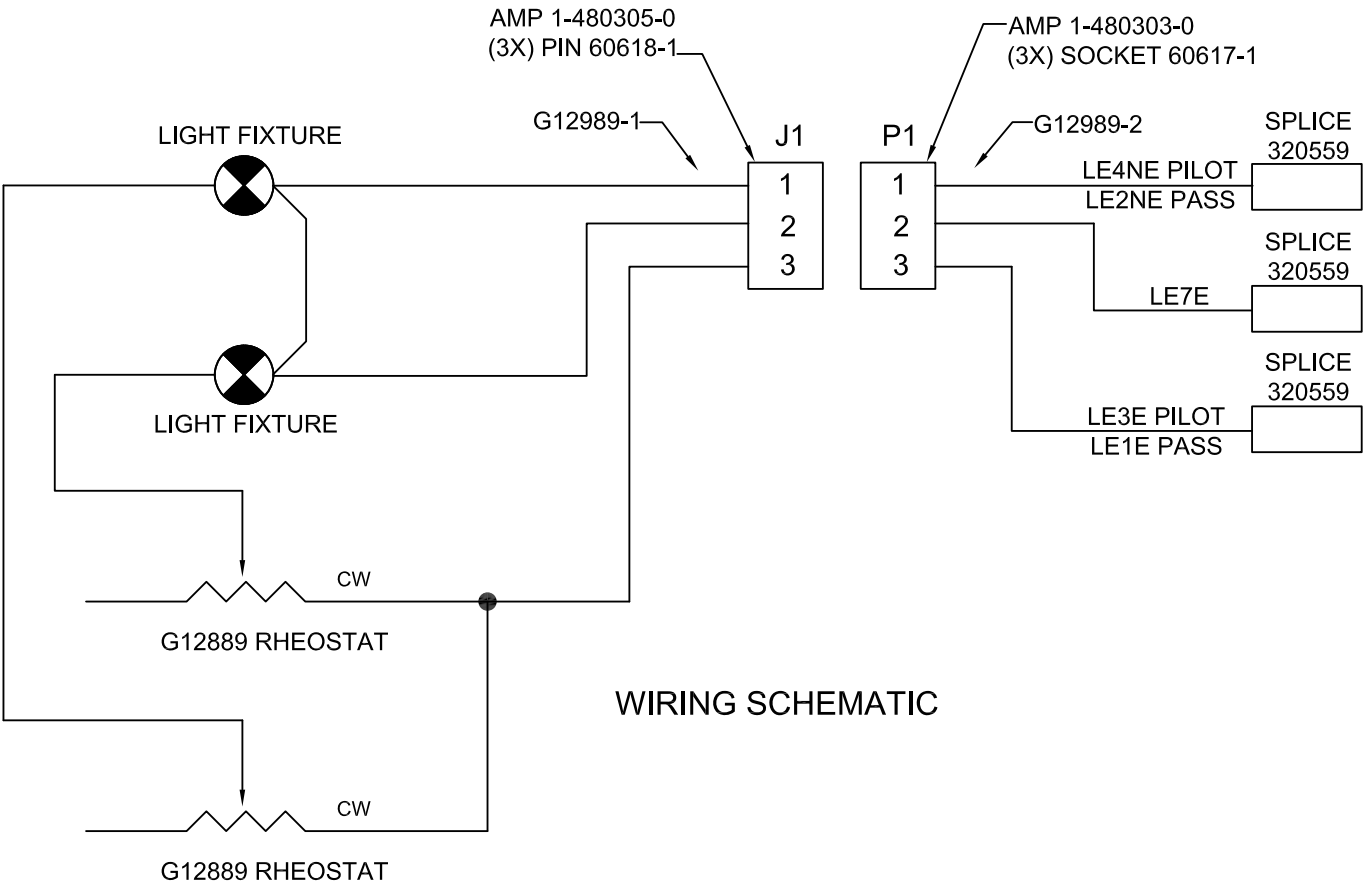 AMP 1-480305-0
(3X) PIN 60618-1
AMP 1-480303-0
(3X) SOCKET 60617-1
LIGHT FIXTURE
G12989-1
J1
P1
G12989-2
SPLICE
320559
1
2
3
1
2
3
LE4NE PILOT
LE2NE PASS
SPLICE
320559
LE7E
SPLICE
320559
LE3E PILOT
LE1E PASS
LIGHT FIXTURE
CW
G12889 RHEOSTAT
WIRING SCHEMATIC
CW
G12889 RHEOSTAT